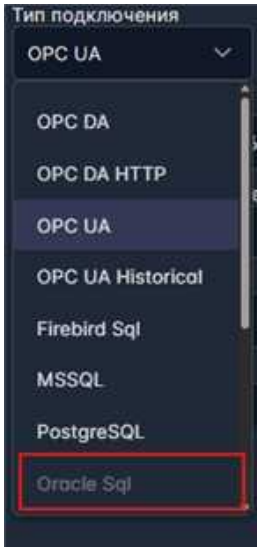 Тип подключения
OPC UA
OPC DA
OPC DA HTTP
OPC UA
OPC UA Historical
Firebird Sql
MSSQL
PostgreSQL
Oracle Sql